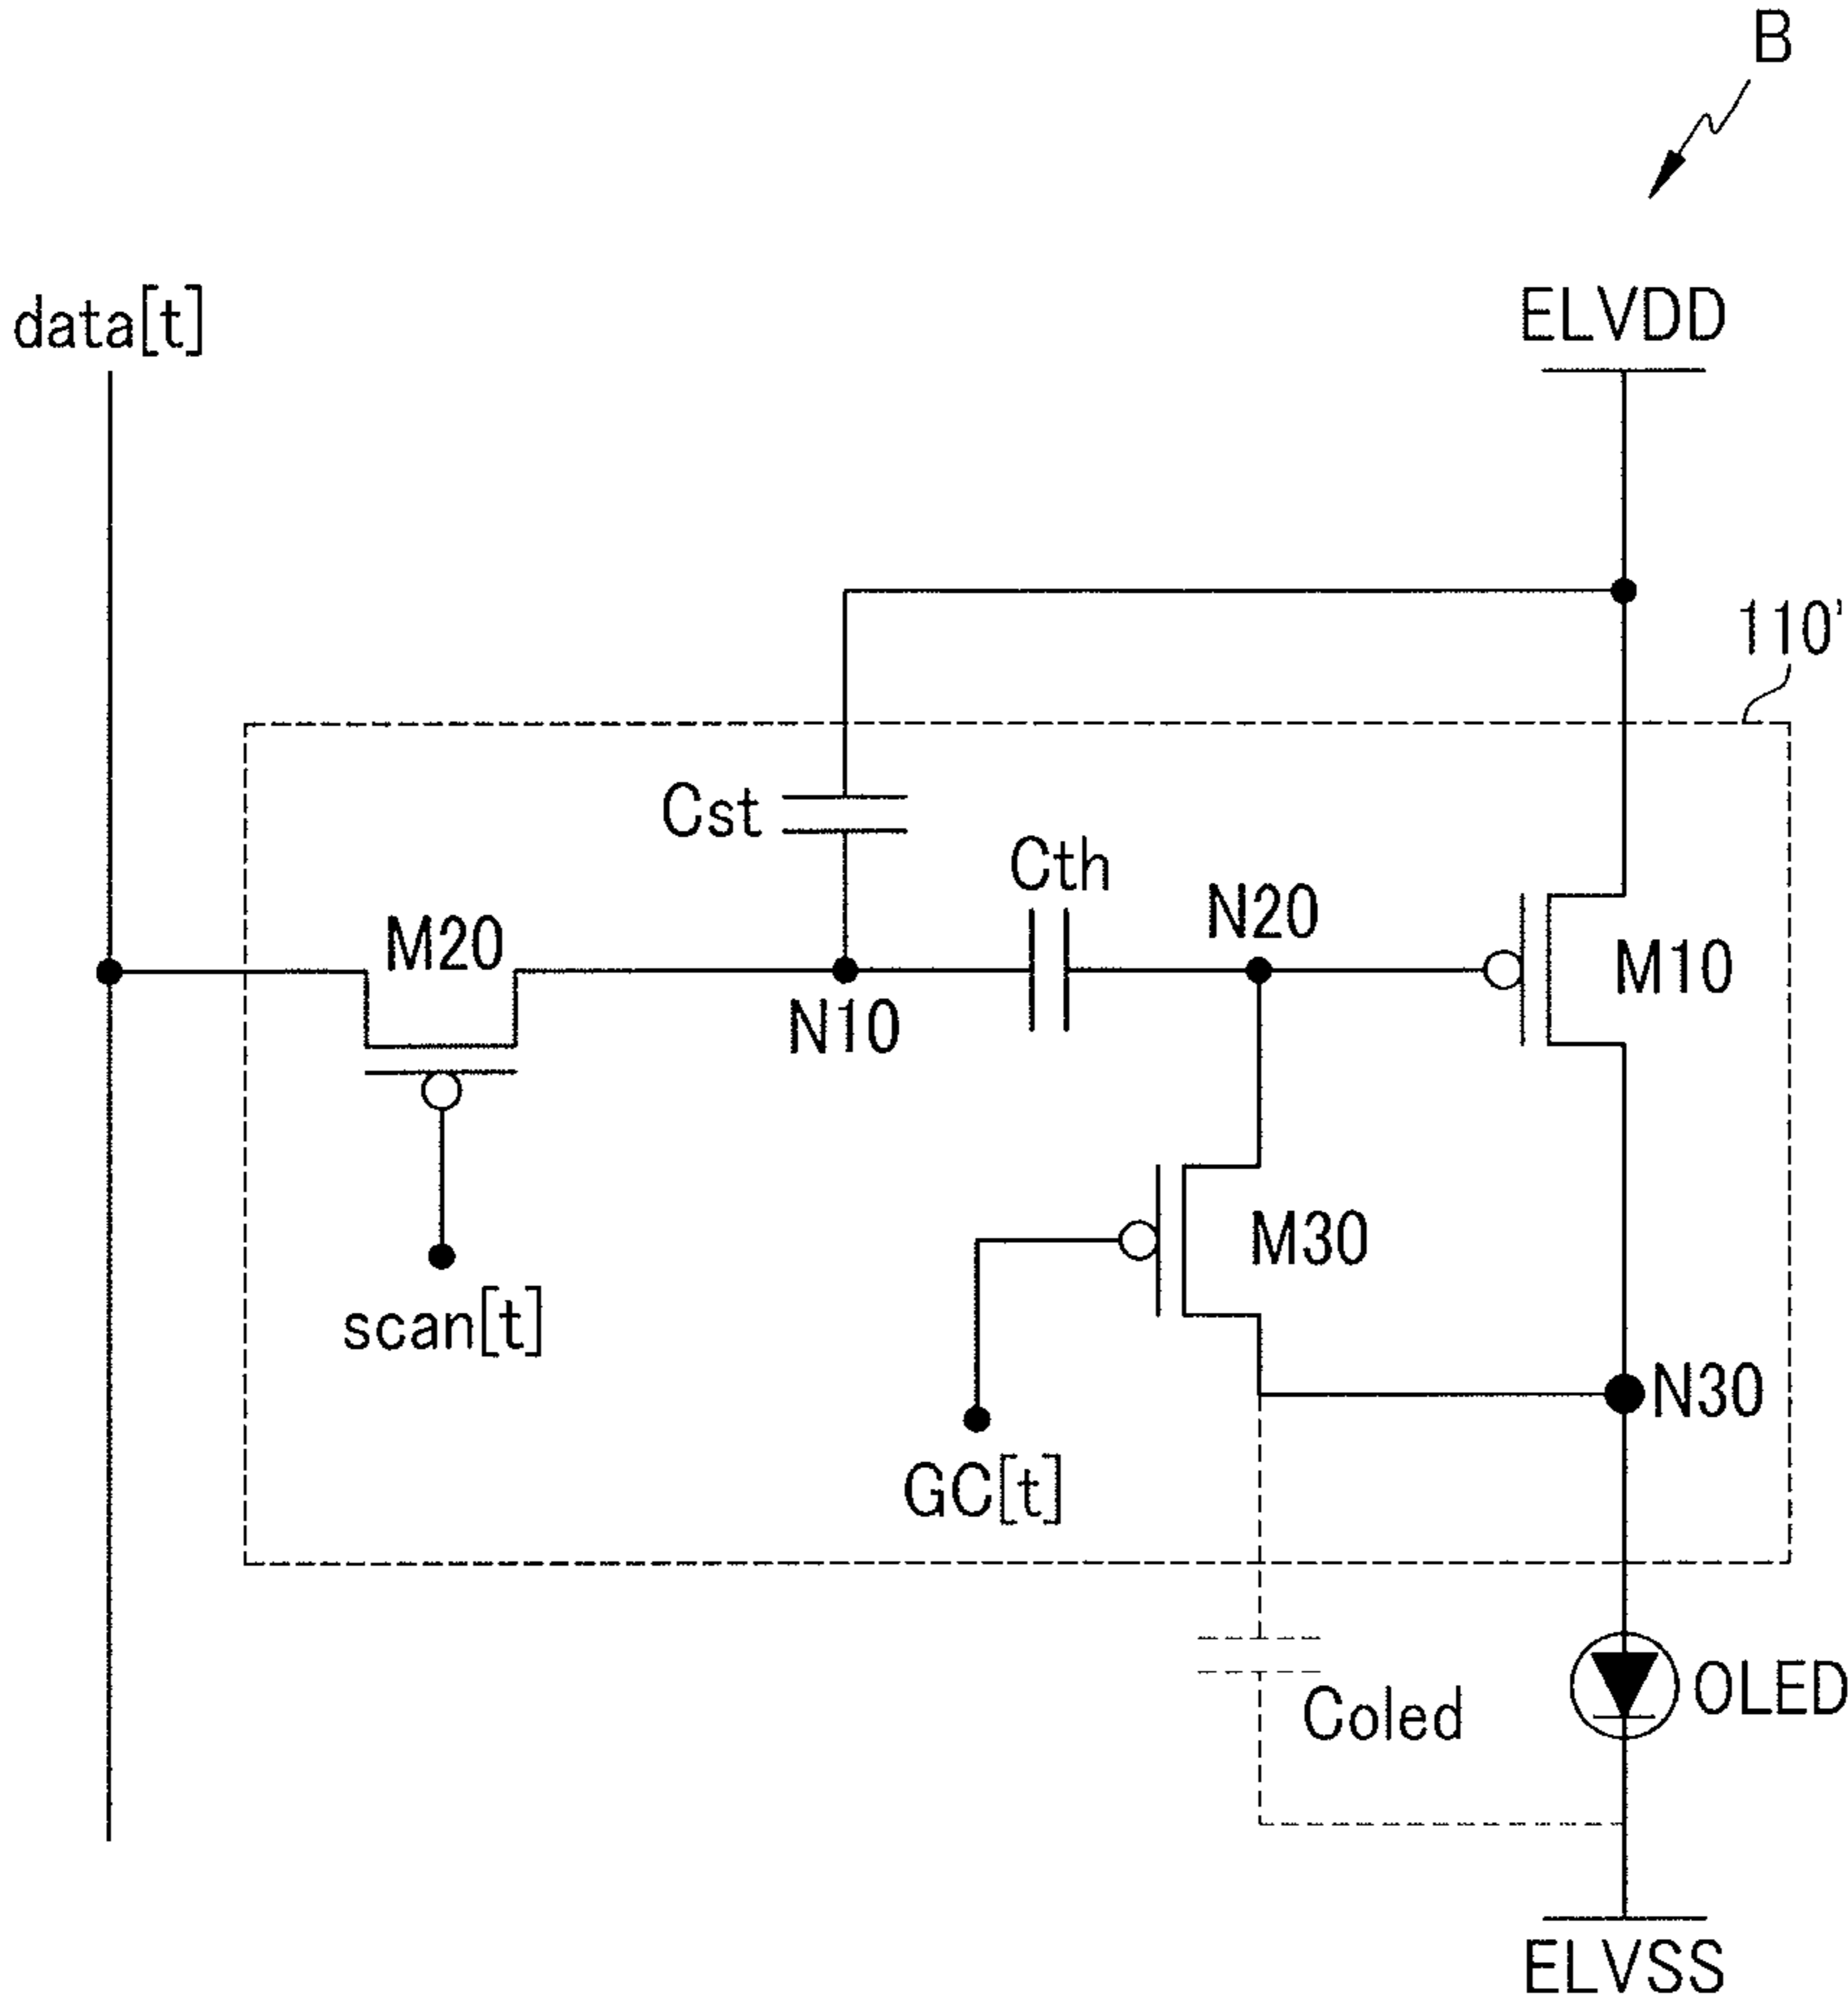 B
data[t]
ELVDD
110'
Cst
Cth
N20
M20
M10
N10
M30
scan[t]
N30
GC[t]
OLED
Coled
ELVSS